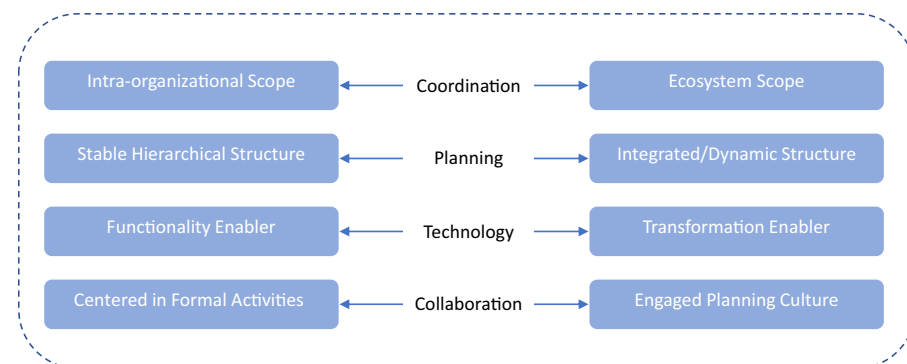 Intra-organizational Scope Coordination Ecosystem Scope
Stable Hierarchical Structure Planning Integrated/Dynamic Structure
Functionality Enabler Technology Transformation Enabler
Centered in Formal Activities Collaboration Engaged Planning Culture